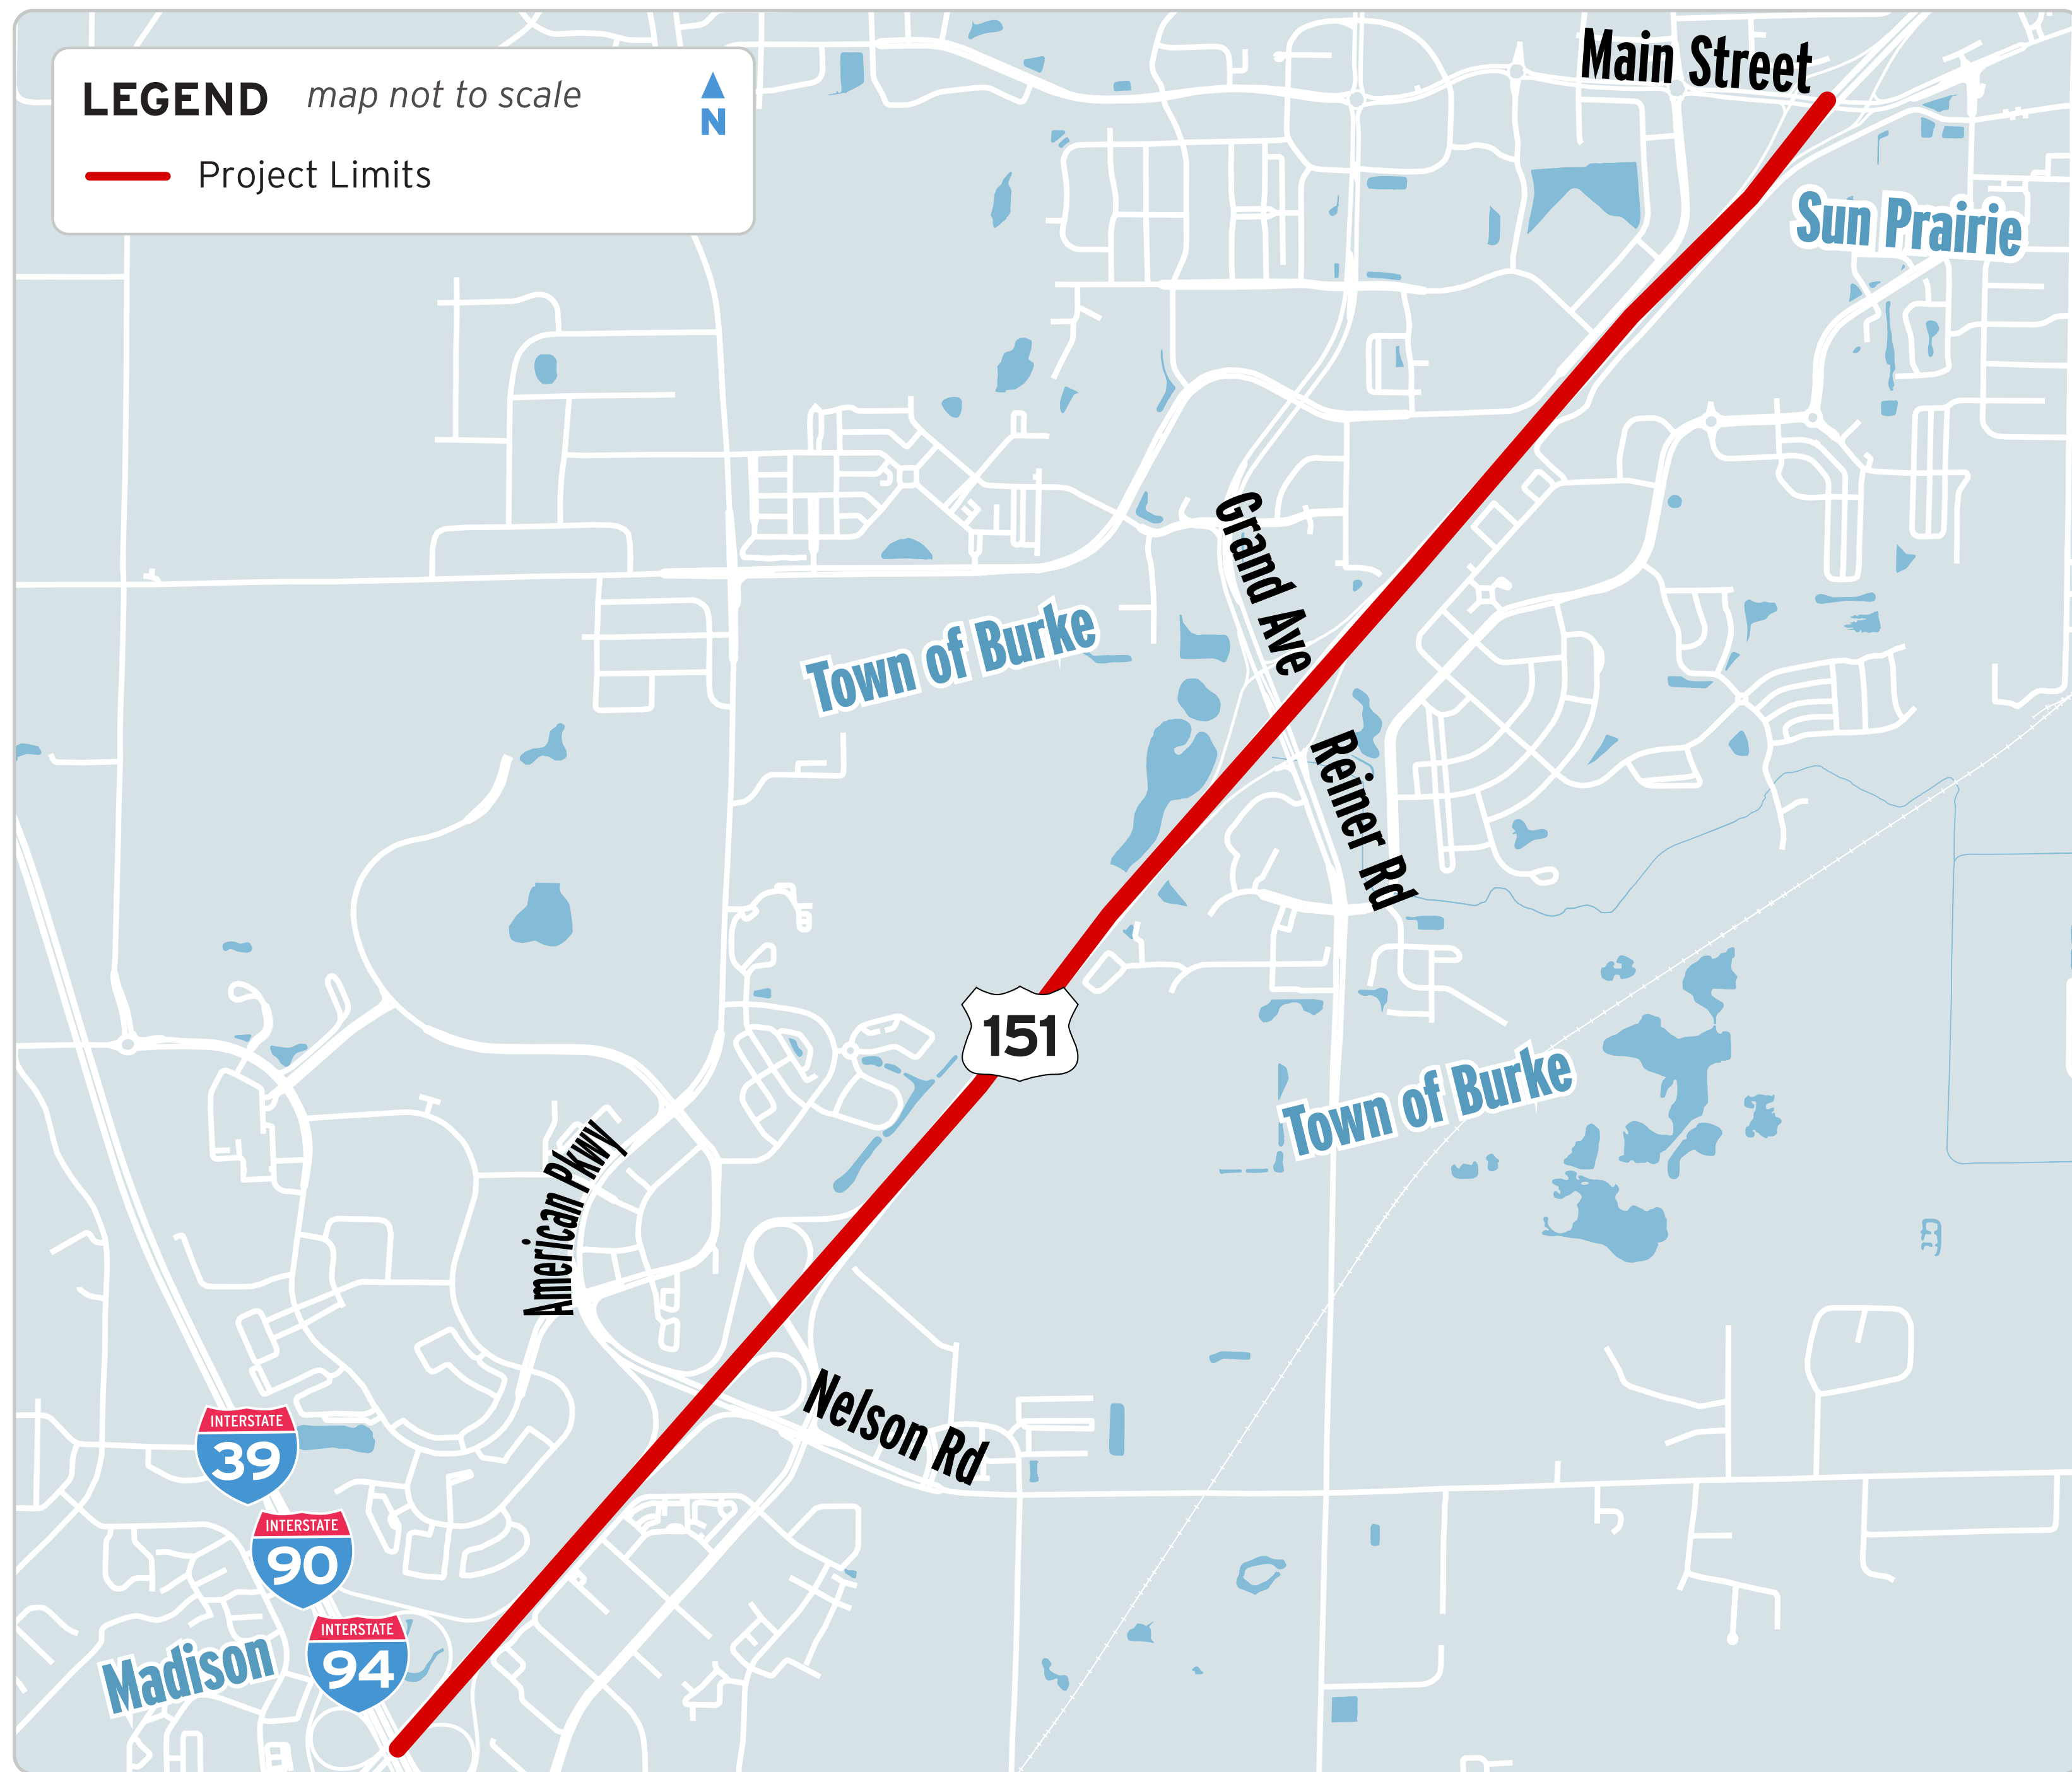 LEGEND map not to scale
N
Project Limits
Main Street
Sun Prairie
Grand Ave
Town of Burke
Reiner Rd
151
Town of Burke
American Pkwy
Nelson Rd
INTERSTATE
39
INTERSTATE
90
INTERSTATE
94
Madison